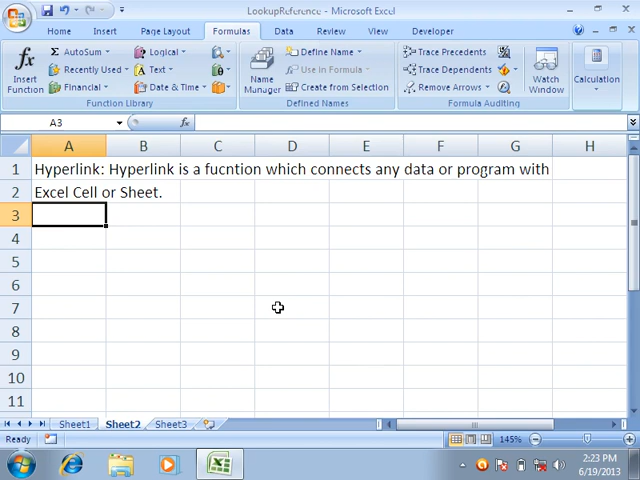 LookupReference - Microsoft Excel
Home Insert Page Layout Formulas Data Review View Developer
Insert Function
AutoSum
Recently Used
Financial
Logical
Text
Date & Time
Function Library
Name Manager
Define Name
Use in Formula
Create from Selection
Defined Names
Trace Precedents
Trace Dependents
Remove Arrows
Formula Auditing
Watch Window
Calculation
A3 fx
A B C D E F G H
1 Hyperlink: Hyperlink is a fucntion which connects any data or program with
2 Excel Cell or Sheet.
3
4
5
6
7
8
9
10
11
Sheet1 Sheet2 Sheet3
Ready 145%
2:23 PM
6/19/2013